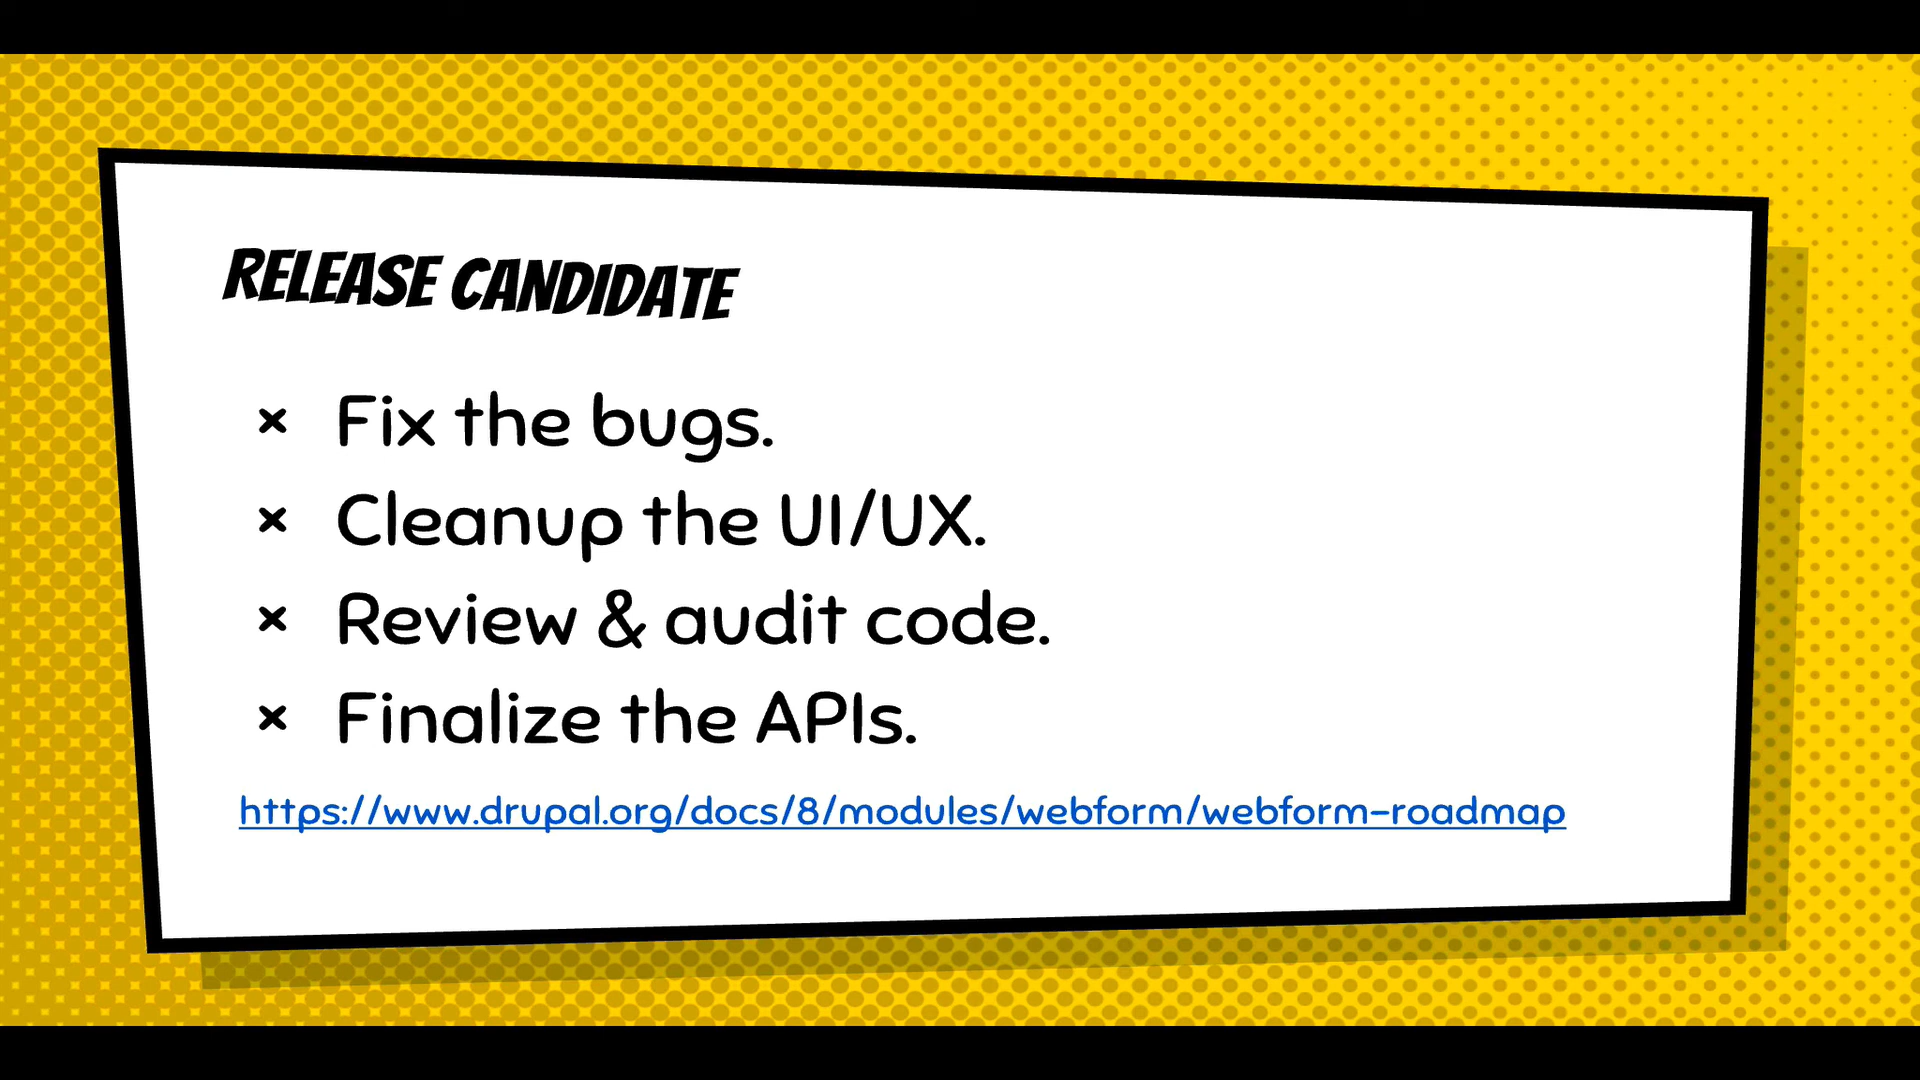 RELEASE CANDIDATE
× Fix the bugs.
× Cleanup the UI/UX.
× Review & audit code.
× Finalize the APIs.
https://www.drupal.org/docs/8/modules/webform/webform-roadmap